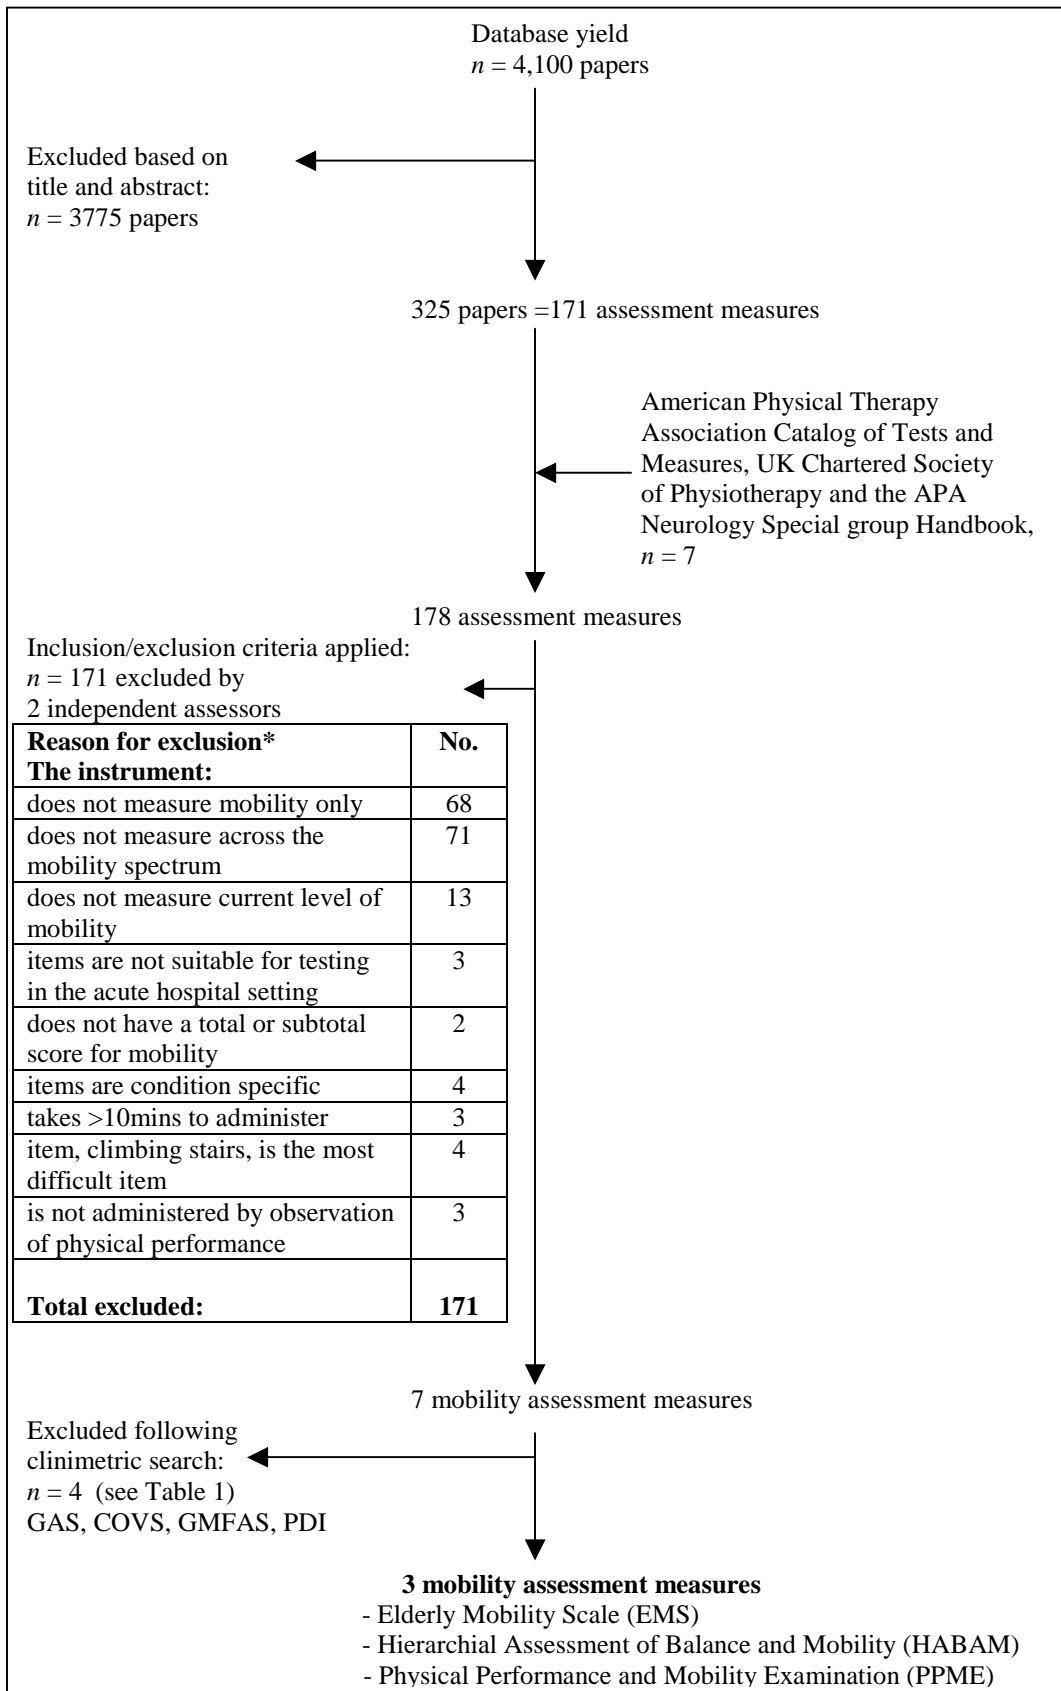 Database yield
n = 4,100 papers
Excluded based on
title and abstract:
n = 3775 papers
325 papers =171 assessment measures
American Physical Therapy
Association Catalog of Tests and
Measures, UK Chartered Society
of Physiotherapy and the APA
Neurology Special group Handbook,
n = 7
178 assessment measures
Inclusion/exclusion criteria applied:
n = 171 excluded by
2 independent assessors
Reason for exclusion* No.
The instrument:
does not measure mobility only 68
does not measure across the 71
mobility spectrum
does not measure current level of 13
mobility
items are not suitable for testing 3
in the acute hospital setting
does not have a total or subtotal 2
score for mobility
items are condition specific 4
takes >10mins to administer 3
item, climbing stairs, is the most 4
difficult item
is not administered by observation 3
of physical performance
Total excluded: 171
7 mobility assessment measures
Excluded following
clinimetric search:
n = 4 (see Table 1)
GAS, COVS, GMFAS, PDI
3 mobility assessment measures
- Elderly Mobility Scale (EMS)
- Hierarchial Assessment of Balance and Mobility (HABAM)
- Physical Performance and Mobility Examination (PPME)